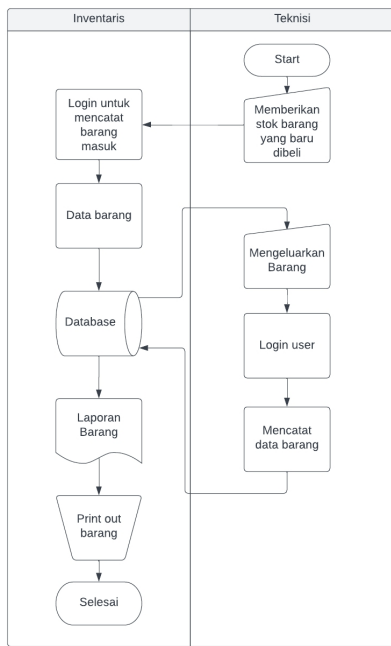 Inventaris
Teknisi
Start
Memberikan
stok barang
yang baru
dibeli
Login untuk
mencatat
barang
masuk
Data barang
Mengeluarkan
Barang
Database
Login user
Mencatat
data barang
Laporan
Barang
Print out
barang
Selesai